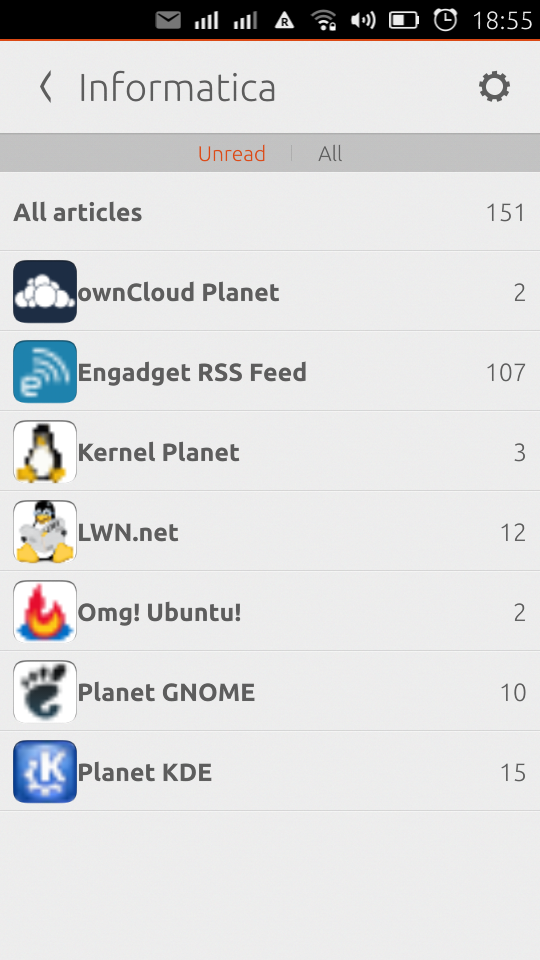 18:55
Informatica
Unread All
All articles 151
ownCloud Planet 2
Engadget RSS Feed 107
Kernel Planet 3
LWN.net 12
Omg! Ubuntu! 2
Planet GNOME 10
Planet KDE 15